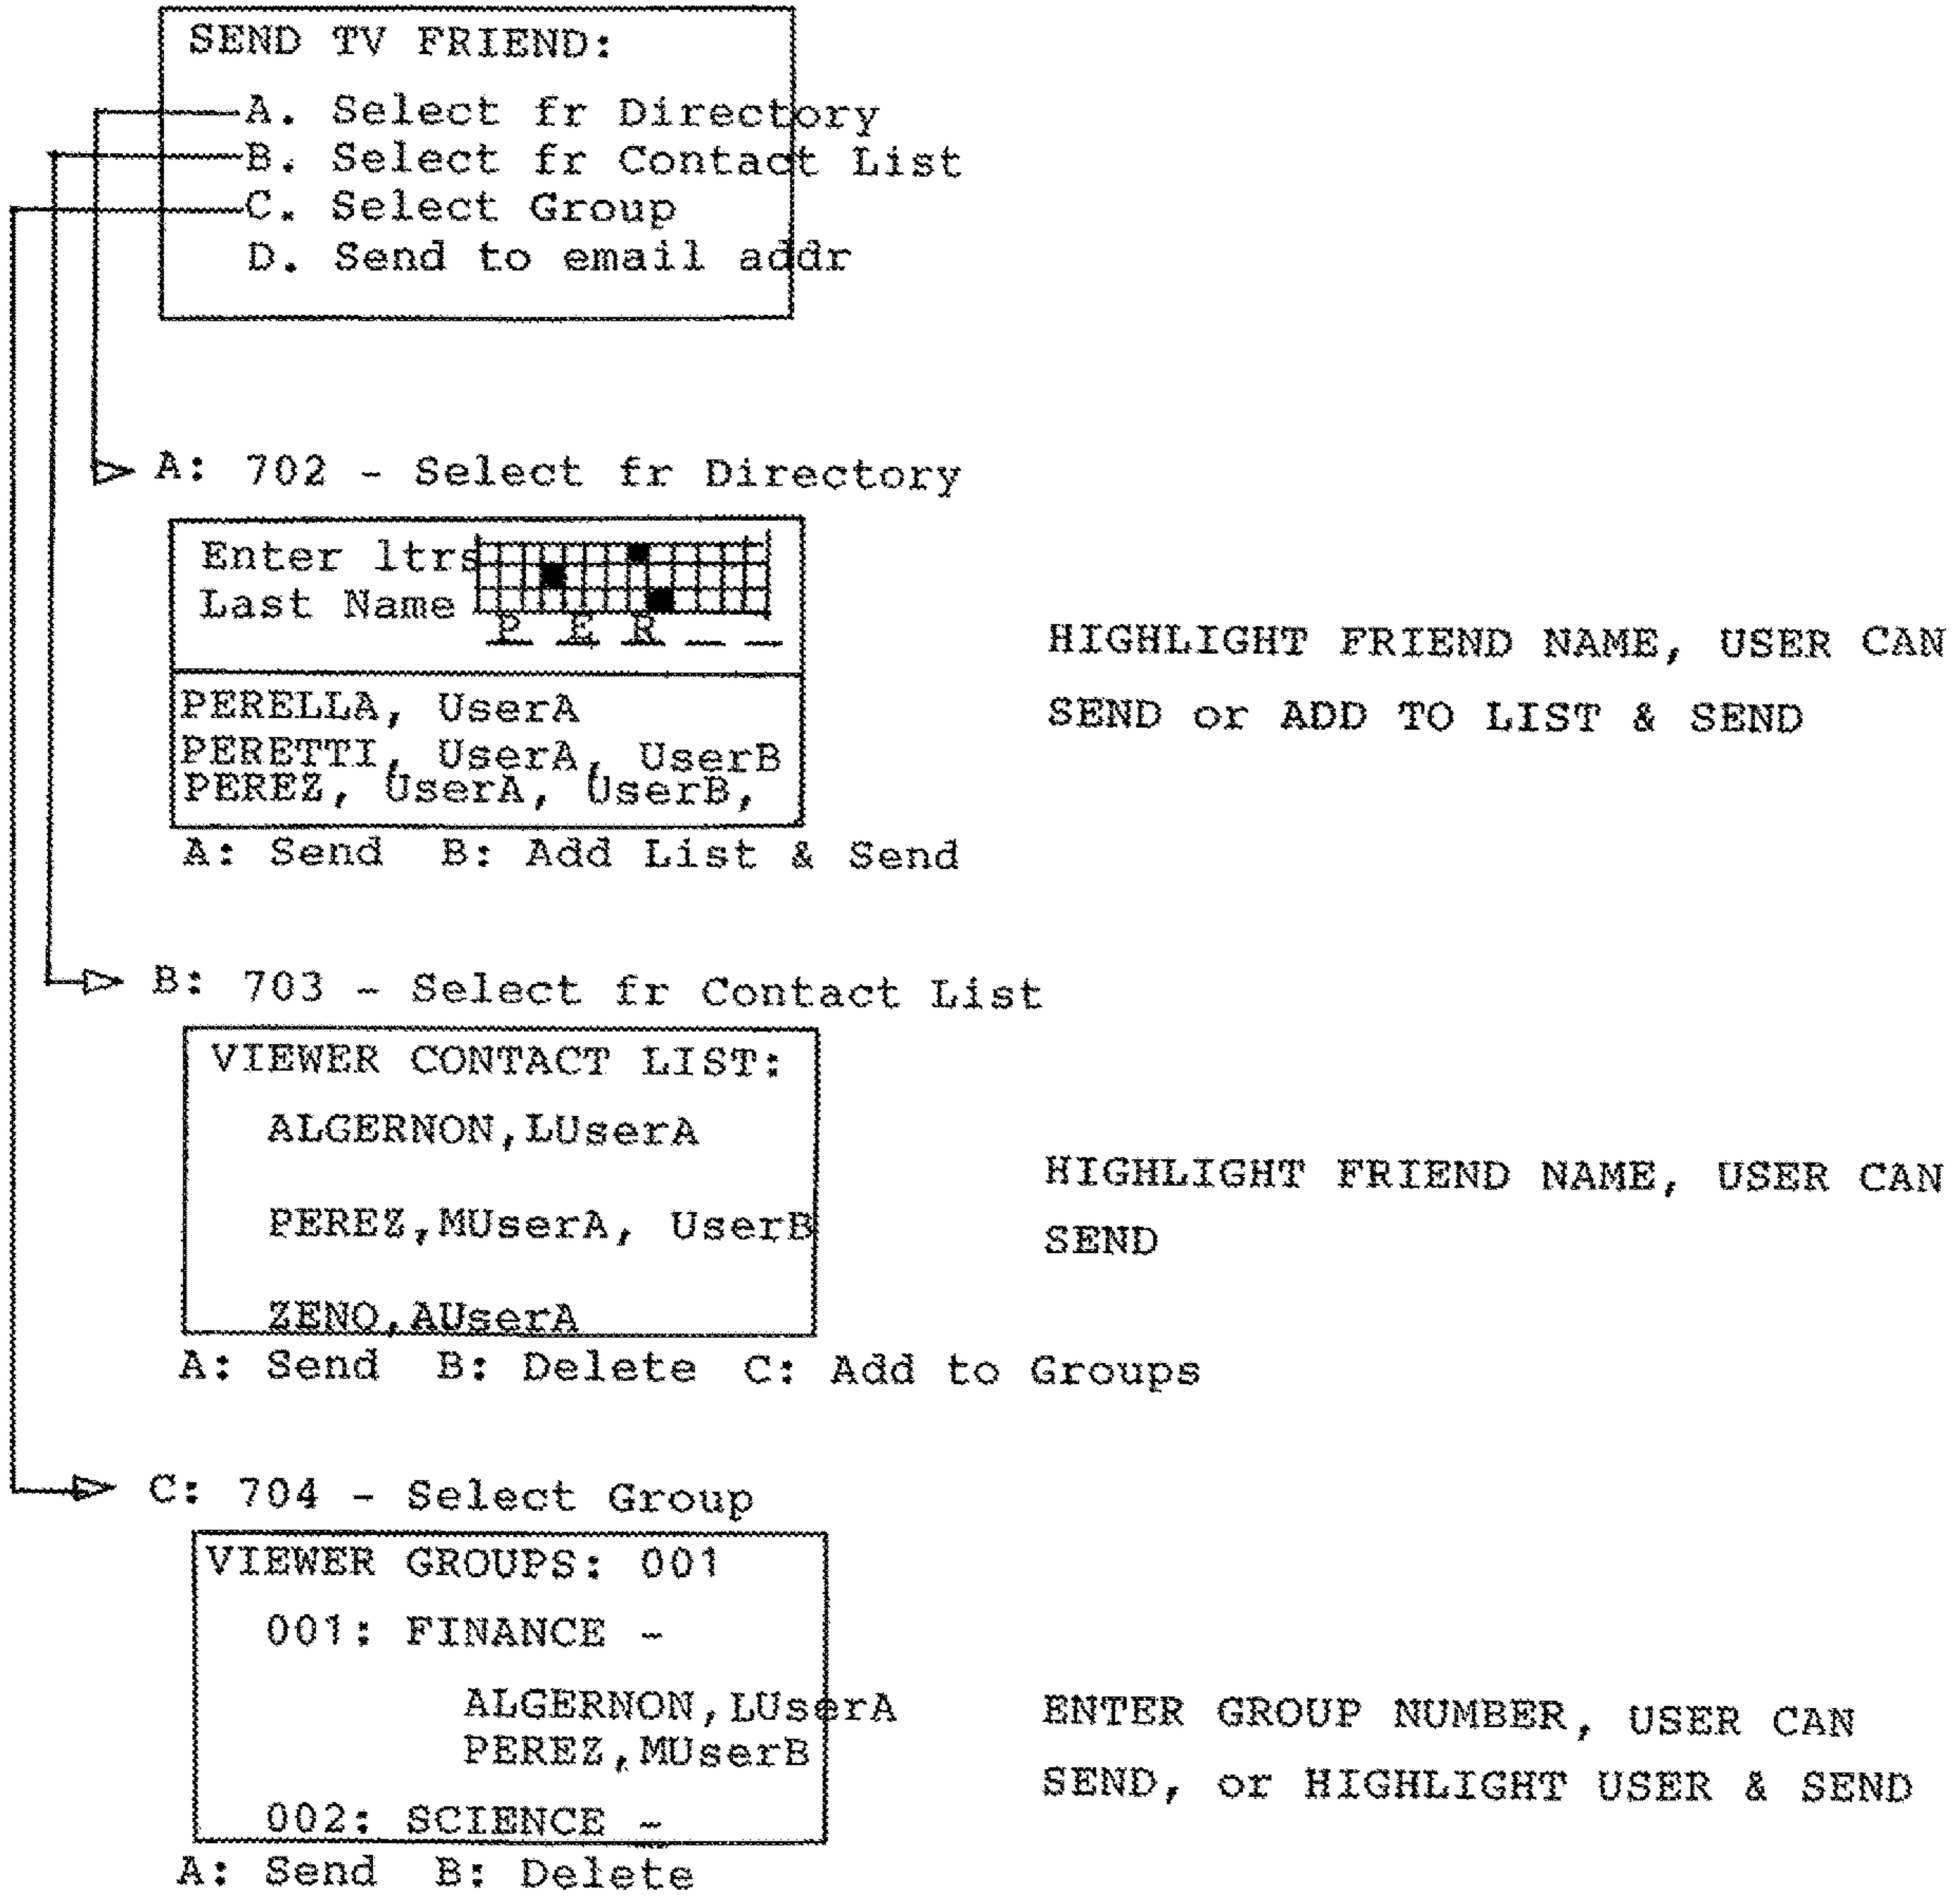 SEND TV FRIEND:
A. Select fr Directory
B. Select fr Contact List
C. Select Group
D. Send to email addr
A: 702 - Select fr Directory
Enter ltrs
Last Name
P E R _ _
PERELLA, UserA
PERETTI, UserA, UserB
PEREZ, UserA, UserB,
A: Send B: Add List & Send
HIGHLIGHT FRIEND NAME, USER CAN
SEND or ADD TO LIST & SEND
B: 703 - Select fr Contact List
VIEWER CONTACT LIST:
ALGERNON,LUserA
PEREZ,MUserA, UserB
ZENO,AUserA
A: Send B: Delete C: Add to Groups
HIGHLIGHT FRIEND NAME, USER CAN
SEND
C: 704 - Select Group
VIEWER GROUPS: 001
001: FINANCE -
ALGERNON,LUserA
PEREZ,MUserB
002: SCIENCE -
A: Send B: Delete
ENTER GROUP NUMBER, USER CAN
SEND, or HIGHLIGHT USER & SEND